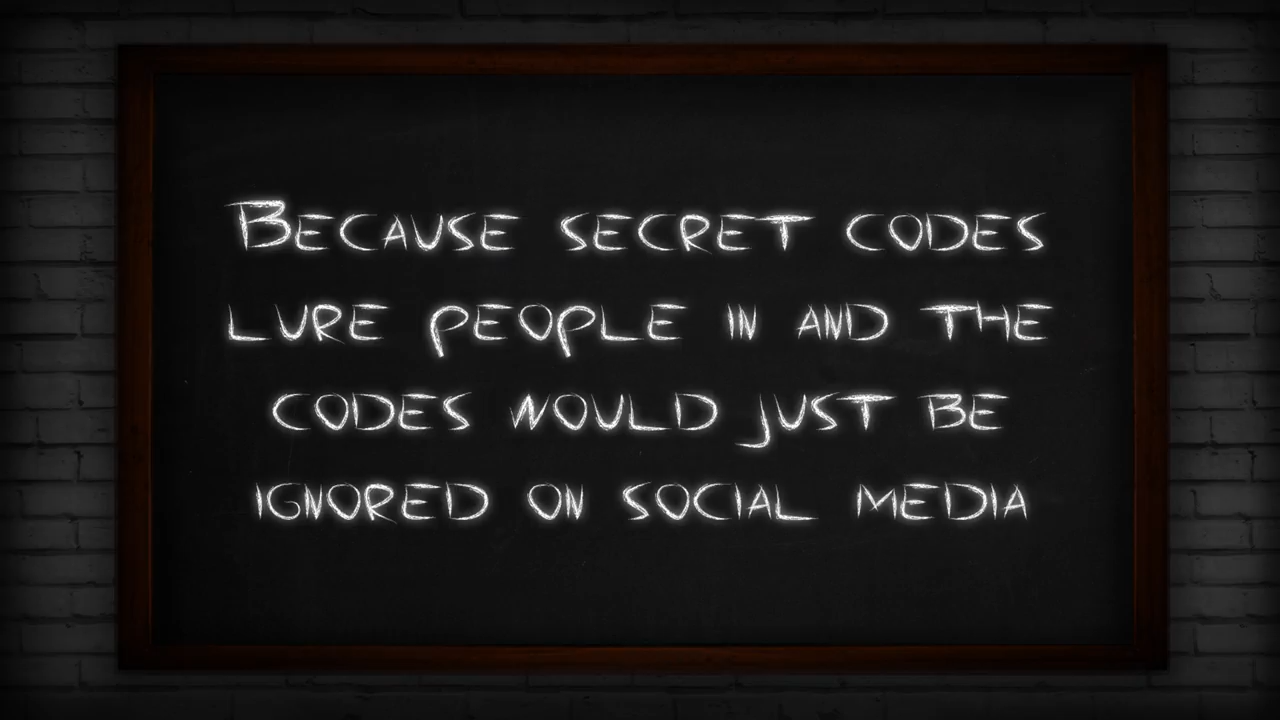 Because secret codes
lure people in and the
codes would just be
ignored on social media